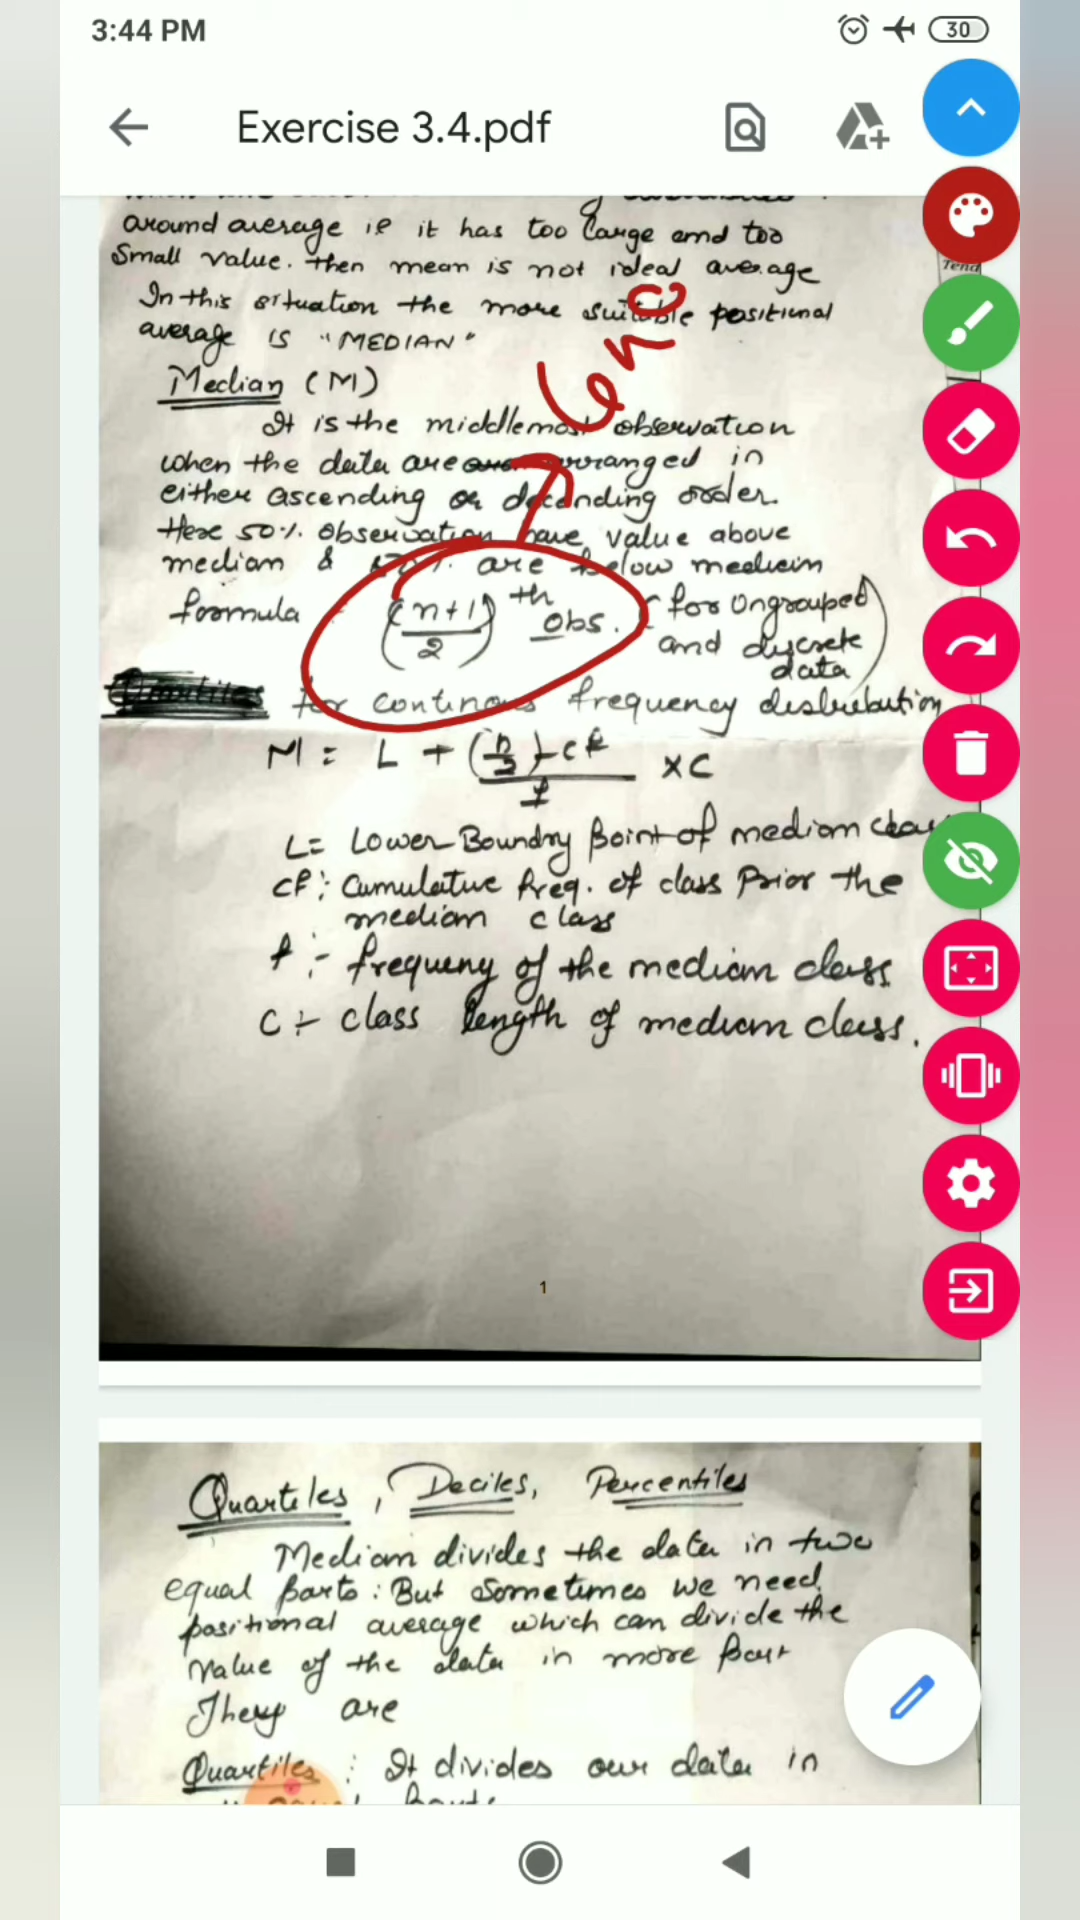 3:44 PM
30
Exercise 3.4.pdf
around average ie it has too large and too
Small value. then mean is not ideal average
Tend
In this situation the more suitable positional
average is "MEDIAN"
Median (M)
It is the middlemost observation
when the data are arranged in
either ascending or decending order.
Here 50% observation have value above
median & 50% are below median
formula (n+1)/2 th obs. (for ungrouped
and discrete
data)
for continous frequency destribution
M = L + ((n/2) - cf)/f x C
L= Lower Boundry point of median
cf: Cumulative freq. of class Prior the
median class
f :- frequeny of the median class
C :- class length of median class.
1
Quartiles, Deciles, Percentiles
Median divides the data in two
equal parts: But sometimes we need
positional average which can divide the
value of the data in more part
They are
Quartiles : It divides our data in